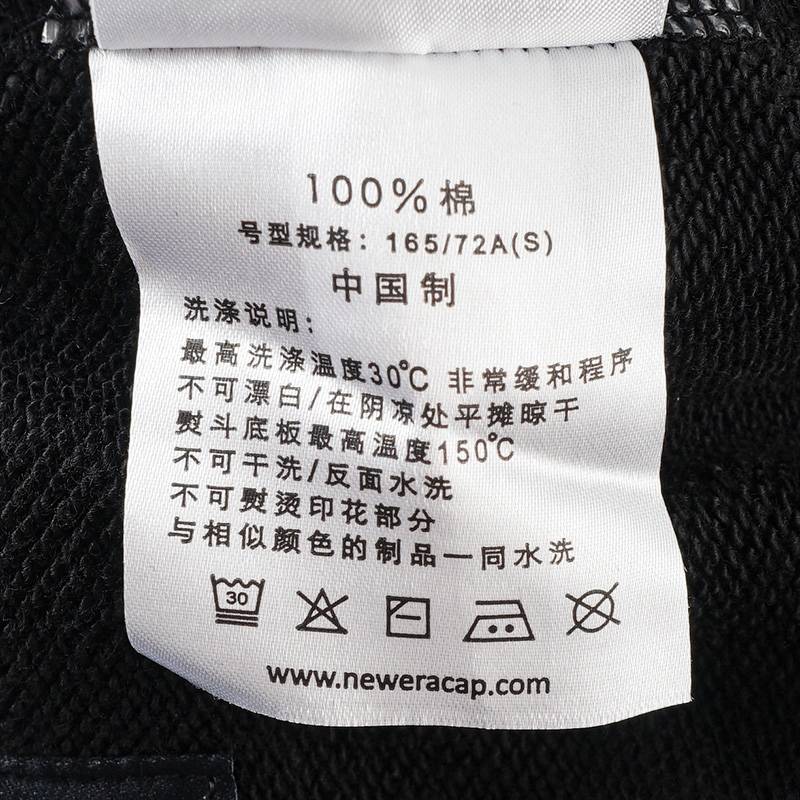 100%棉
号型规格：165/72A(S)
中国制
洗涤说明：
最高洗涤温度30℃ 非常缓和程序
不可漂白/在阴凉处平摊晾干
熨斗底板最高温度150℃
不可干洗/反面水洗
不可熨烫印花部分
与相似颜色的制品一同水洗
30
www.neweracap.com